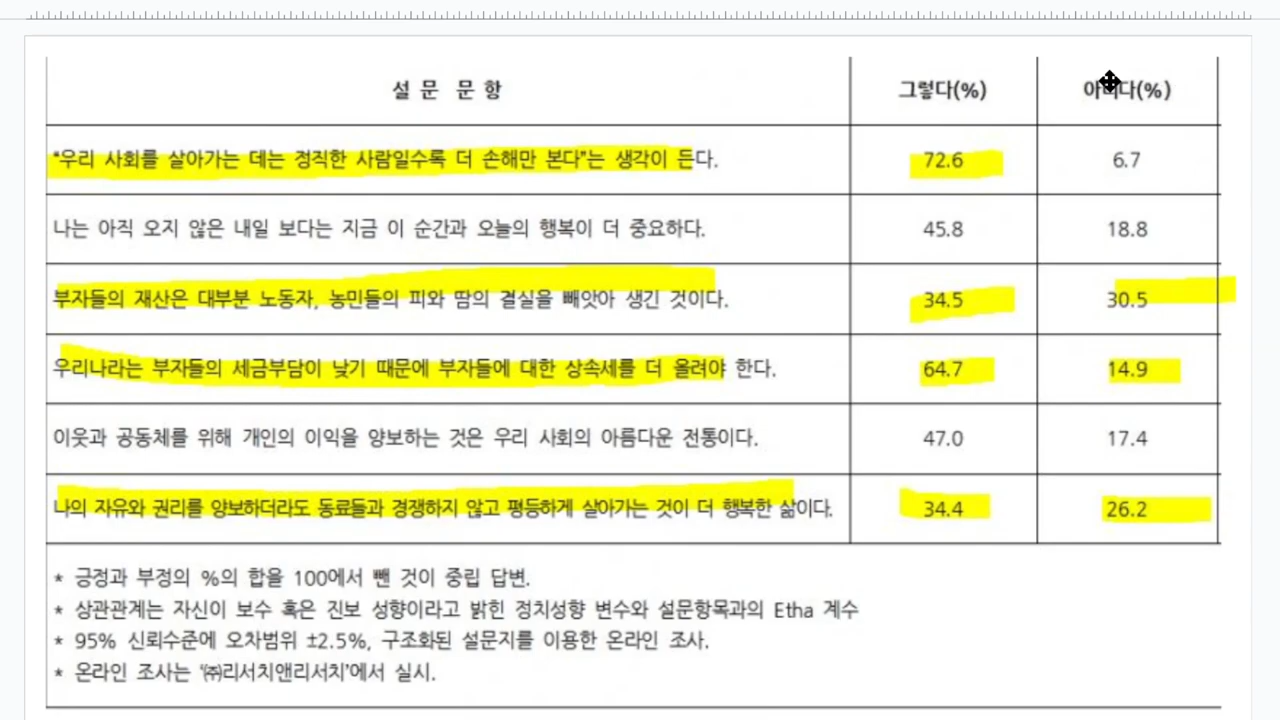 설문 문항 그렇다(%) 아니다(%)
"우리 사회를 살아가는 데는 정직한 사람일수록 더 손해만 본다"는 생각이 든다. 72.6 6.7
나는 아직 오지 않은 내일 보다는 지금 이 순간과 오늘의 행복이 더 중요하다. 45.8 18.8
부자들의 재산은 대부분 노동자, 농민들의 피와 땀의 결실을 빼앗아 생긴 것이다. 34.5 30.5
우리나라는 부자들의 세금부담이 낮기 때문에 부자들에 대한 상속세를 더 올려야 한다. 64.7 14.9
이웃과 공동체를 위해 개인의 이익을 양보하는 것은 우리 사회의 아름다운 전통이다. 47.0 17.4
나의 자유와 권리를 양보하더라도 동료들과 경쟁하지 않고 평등하게 살아가는 것이 더 행복한 삶이다. 34.4 26.2
* 긍정과 부정의 %의 합을 100에서 뺀 것이 중립 답변.
* 상관관계는 자신이 보수 혹은 진보 성향이라고 밝힌 정치성향 변수와 설문항목과의 Etha 계수
* 95% 신뢰수준에 오차범위 ±2.5%, 구조화된 설문지를 이용한 온라인 조사.
* 온라인 조사는 '㈜리서치앤리서치'에서 실시.